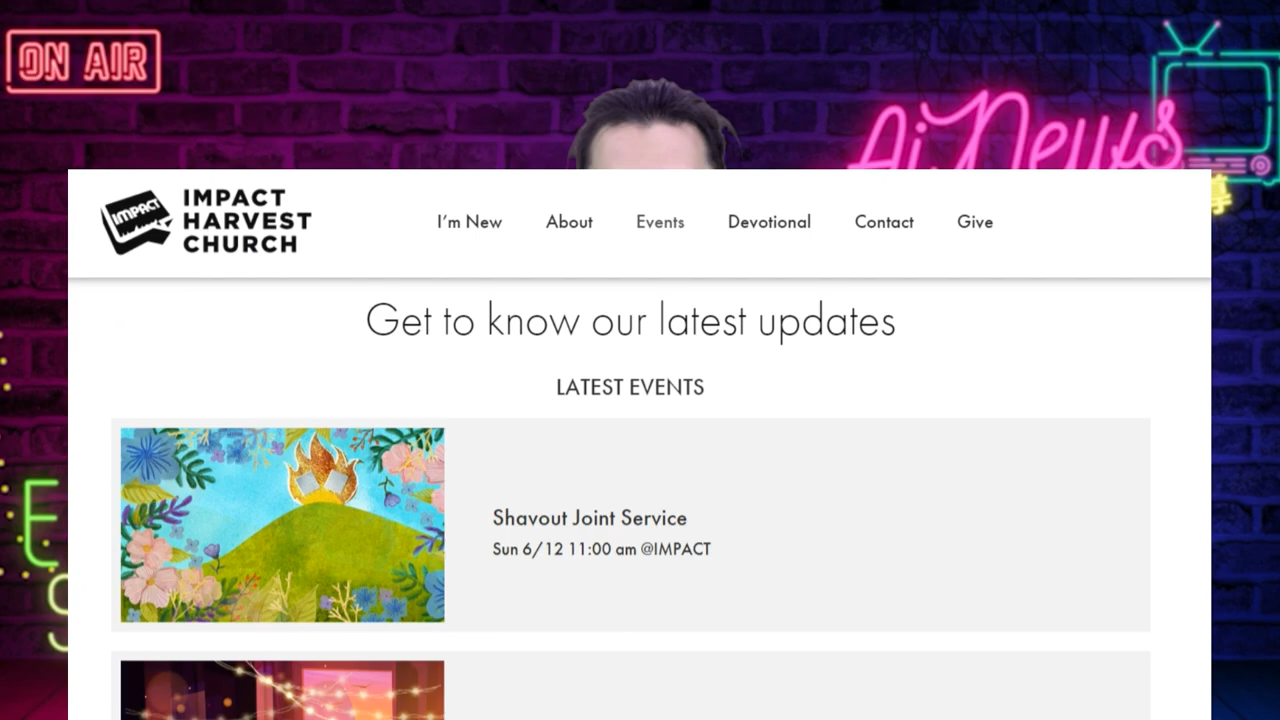 ON AIR
Ai News
IMPACT
IMPACT
HARVEST
CHURCH
I'm New About Events Devotional Contact Give
Get to know our latest updates
LATEST EVENTS
Shavout Joint Service
Sun 6/12 11:00 am @IMPACT